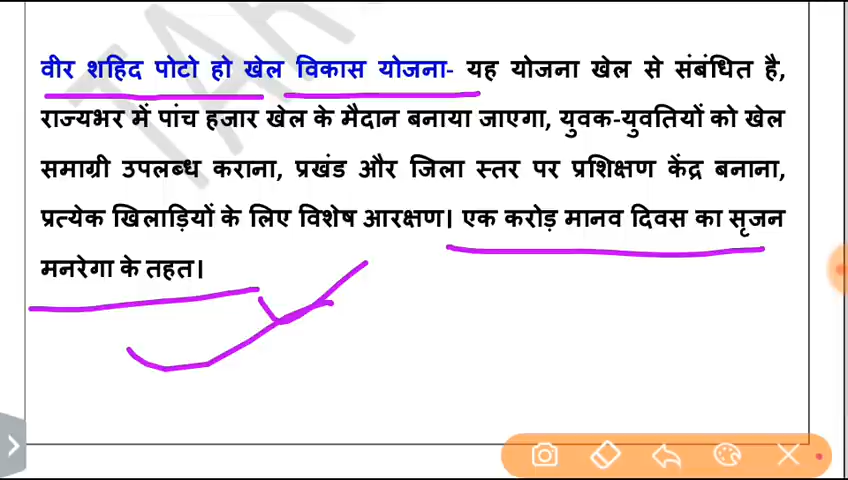 वीर शहिद पोटो हो खेल विकास योजना- यह योजना खेल से संबंधित है,
राज्यभर में पांच हजार खेल के मैदान बनाया जाएगा, युवक-युवतियों को खेल
समाग्री उपलब्ध कराना, प्रखंड और जिला स्तर पर प्रशिक्षण केंद्र बनाना,
प्रत्येक खिलाड़ियों के लिए विशेष आरक्षण। एक करोड़ मानव दिवस का सृजन
मनरेगा के तहत।